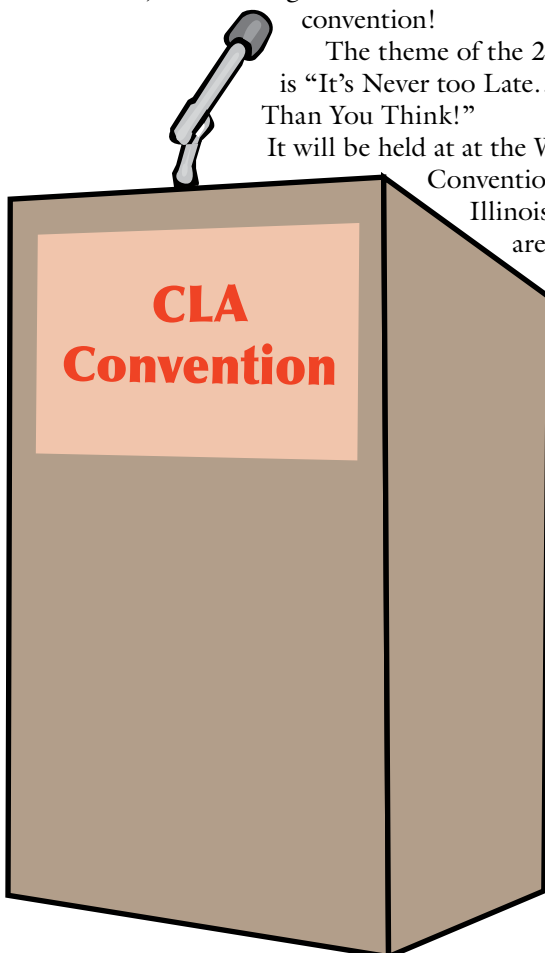 convention!
The theme of the 2
is “It’s Never too Late..
Than You Think!”
It will be held at at the W
Conventio
Illinois
are
CLA
Convention